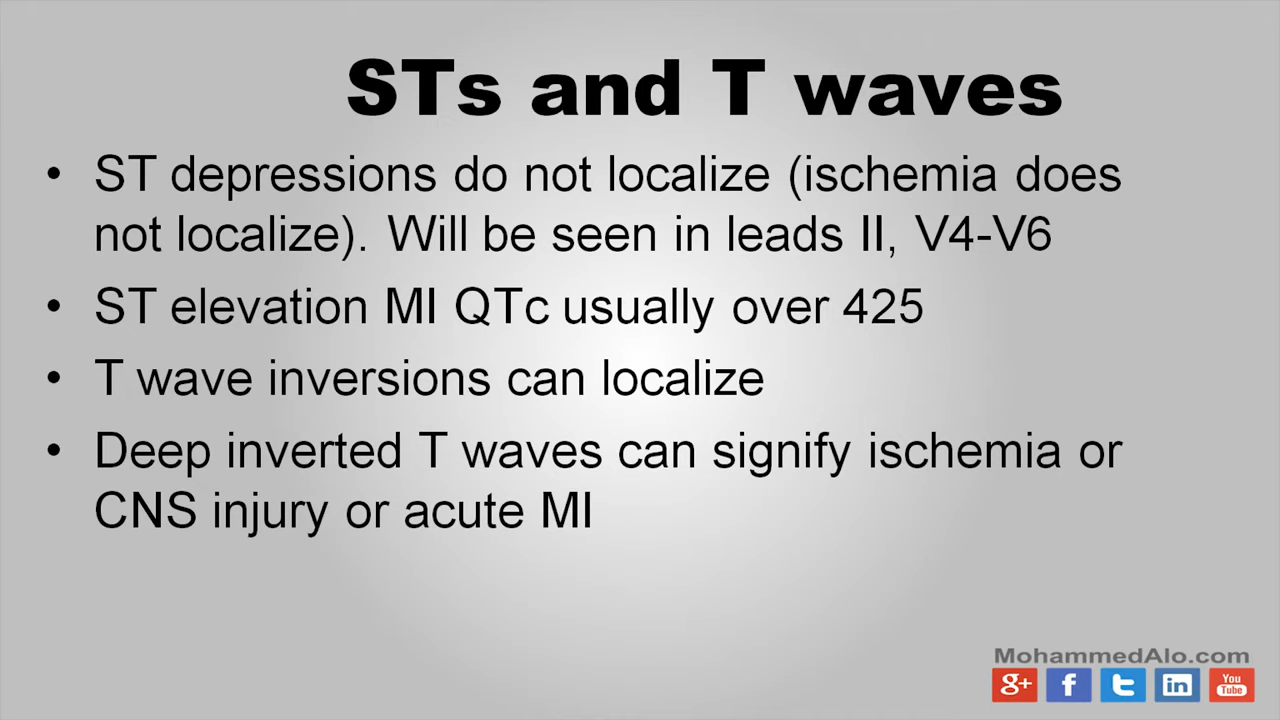 STs and T waves
• ST depressions do not localize (ischemia does
not localize). Will be seen in leads II, V4-V6
• ST elevation MI QTc usually over 425
• T wave inversions can localize
• Deep inverted T waves can signify ischemia or
CNS injury or acute MI
MohammedAlo.com
g+ f t in You Tube